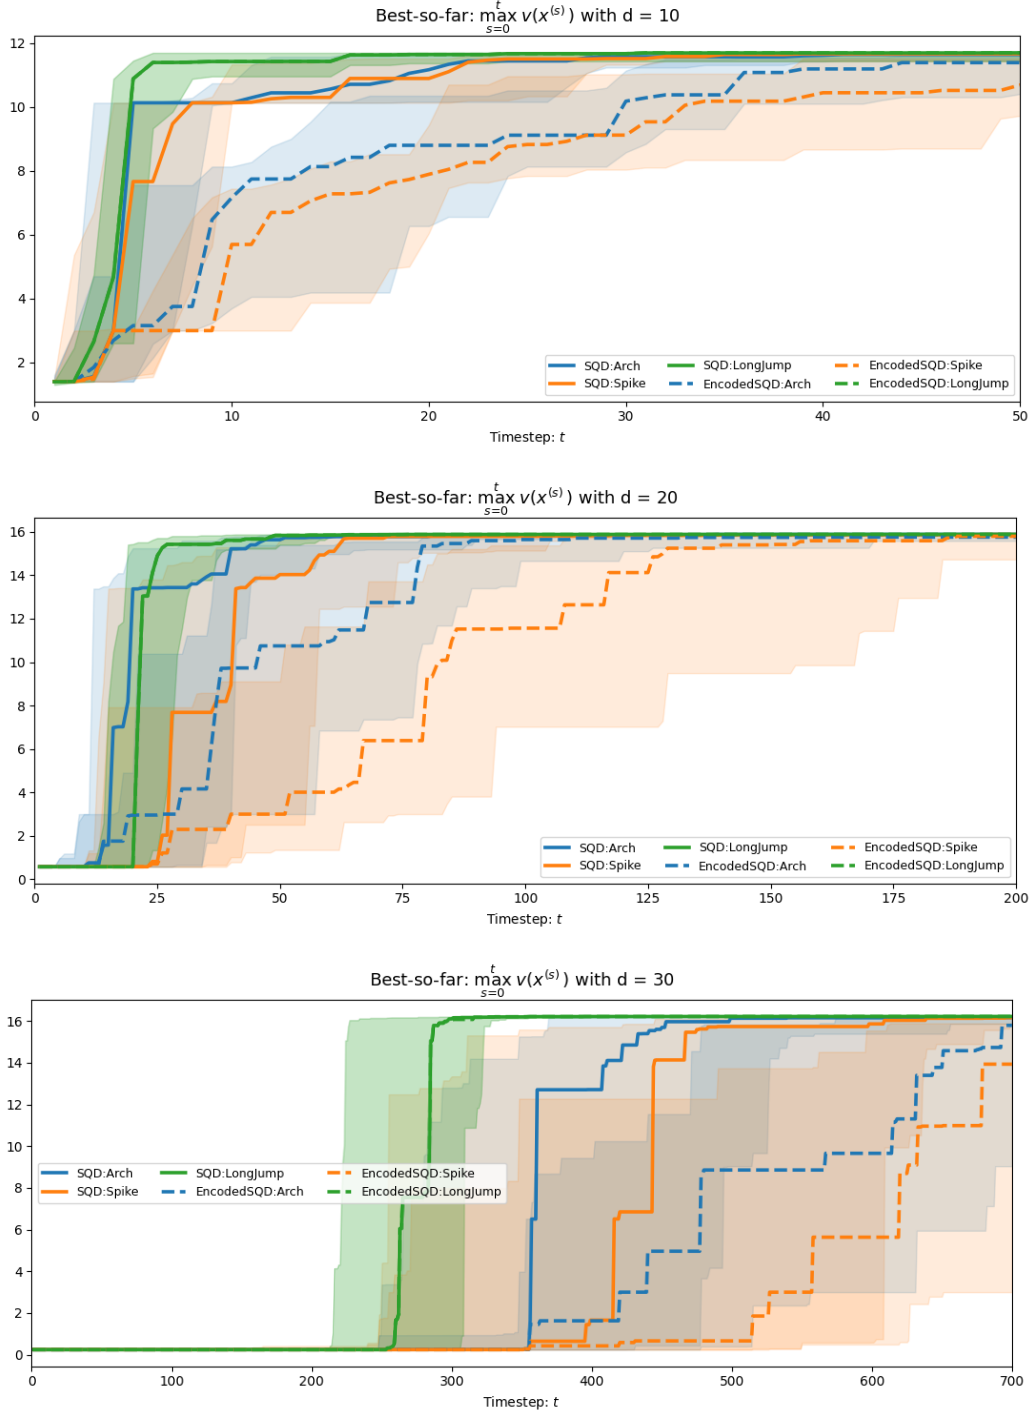 Best-so-far: max_{s=0}^{t} v(x^{(s)}) with d = 10
12
10
8
6
4
2
SQD:Arch SQD:LongJump EncodedSQD:Spike
SQD:Spike EncodedSQD:Arch EncodedSQD:LongJump
0 10 20 30 40 50
Timestep: t
Best-so-far: max_{s=0}^{t} v(x^{(s)}) with d = 20
16
14
12
10
8
6
4
2
0
SQD:Arch SQD:LongJump EncodedSQD:Spike
SQD:Spike EncodedSQD:Arch EncodedSQD:LongJump
0 25 50 75 100 125 150 175 200
Timestep: t
Best-so-far: max_{s=0}^{t} v(x^{(s)}) with d = 30
16
14
12
10
SQD:Arch SQD:LongJump EncodedSQD:Spike
SQD:Spike EncodedSQD:Arch EncodedSQD:LongJump
8
6
4
2
0
0 100 200 300 400 500 600 700
Timestep: t